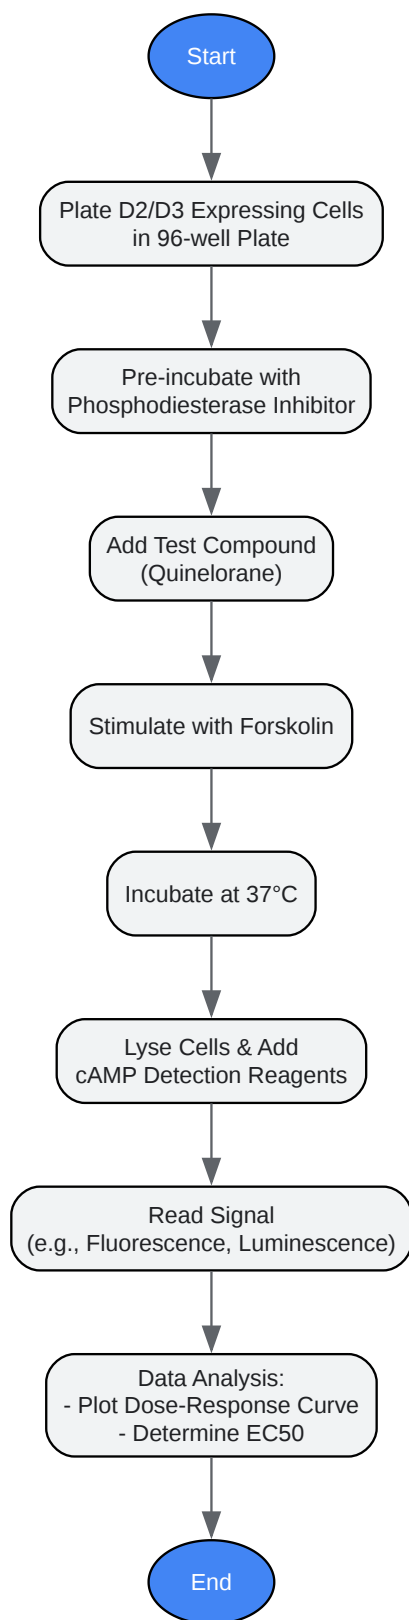 Start
Plate D2/D3 Expressing Cells
in 96-well Plate
Pre-incubate with
Phosphodiesterase Inhibitor
Add Test Compound
(Quinelorane)
Stimulate with Forskolin
Incubate at 37°C
Lyse Cells & Add
cAMP Detection Reagents
Read Signal
(e.g., Fluorescence, Luminescence)
Data Analysis:
- Plot Dose-Response Curve
- Determine EC50
End